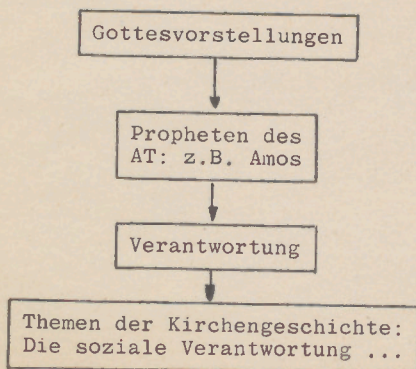 Gottesvorstellungen
Propheten des
AT: z.B. Amos
Verantwortung
Themen der Kirchengeschichte:
Die soziale Verantwortung ...